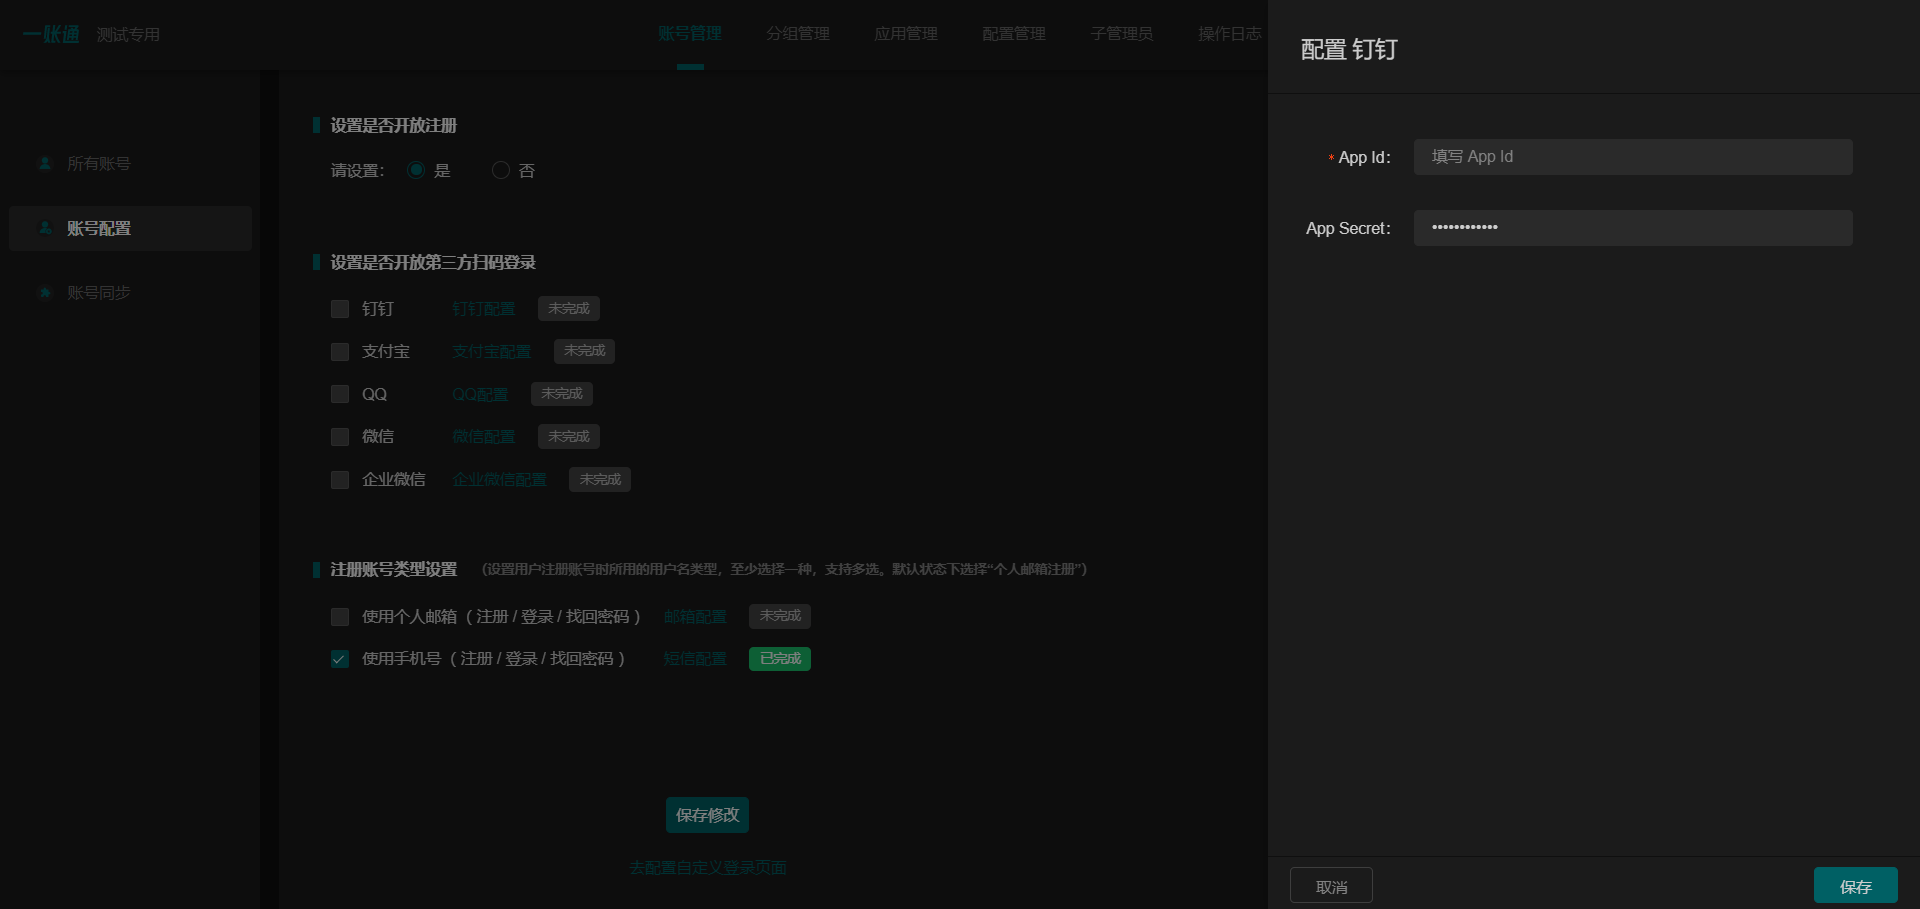 一账通 测试专用 账号管理 分组管理 应用管理 配置管理 子管理员 操作日志
所有账号
账号配置
账号同步
设置是否开放注册
请设置: 是 否
设置是否开放第三方扫码登录
钉钉 钉钉配置 未完成
支付宝 支付宝配置 未完成
QQ QQ配置 未完成
微信 微信配置 未完成
企业微信 企业微信配置 未完成
注册账号类型设置 (设置用户注册账号时所用的用户名类型，至少选择一种，支持多选。默认状态下选择“个人邮箱注册”)
使用个人邮箱 ( 注册 / 登录 / 找回密码 ) 邮箱配置 未完成
使用手机号 ( 注册 / 登录 / 找回密码 ) 短信配置 已完成
保存修改
去配置自定义登录页面
配置 钉钉
* App Id: 填写 App Id
App Secret: ••••••••••••
取消 保存